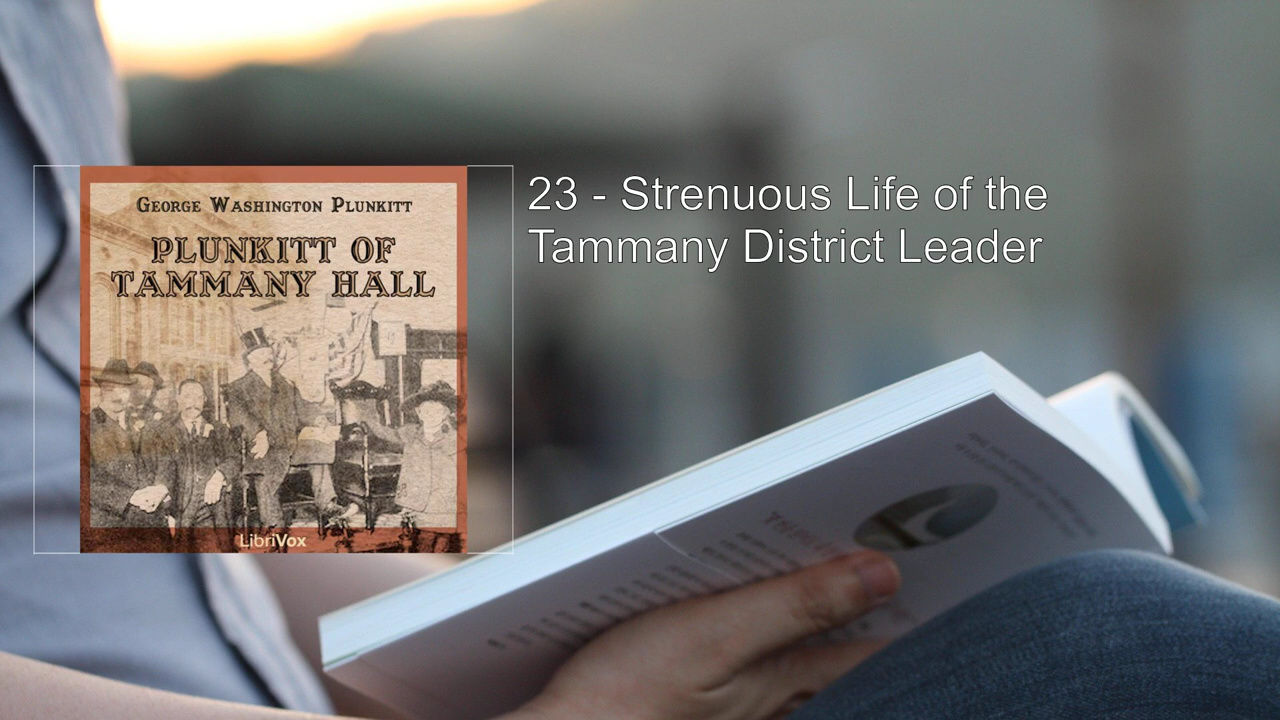 George Washington Plunkitt
PLUNKITT OF
TAMMANY HALL
LibriVox
23 - Strenuous Life of the
Tammany District Leader